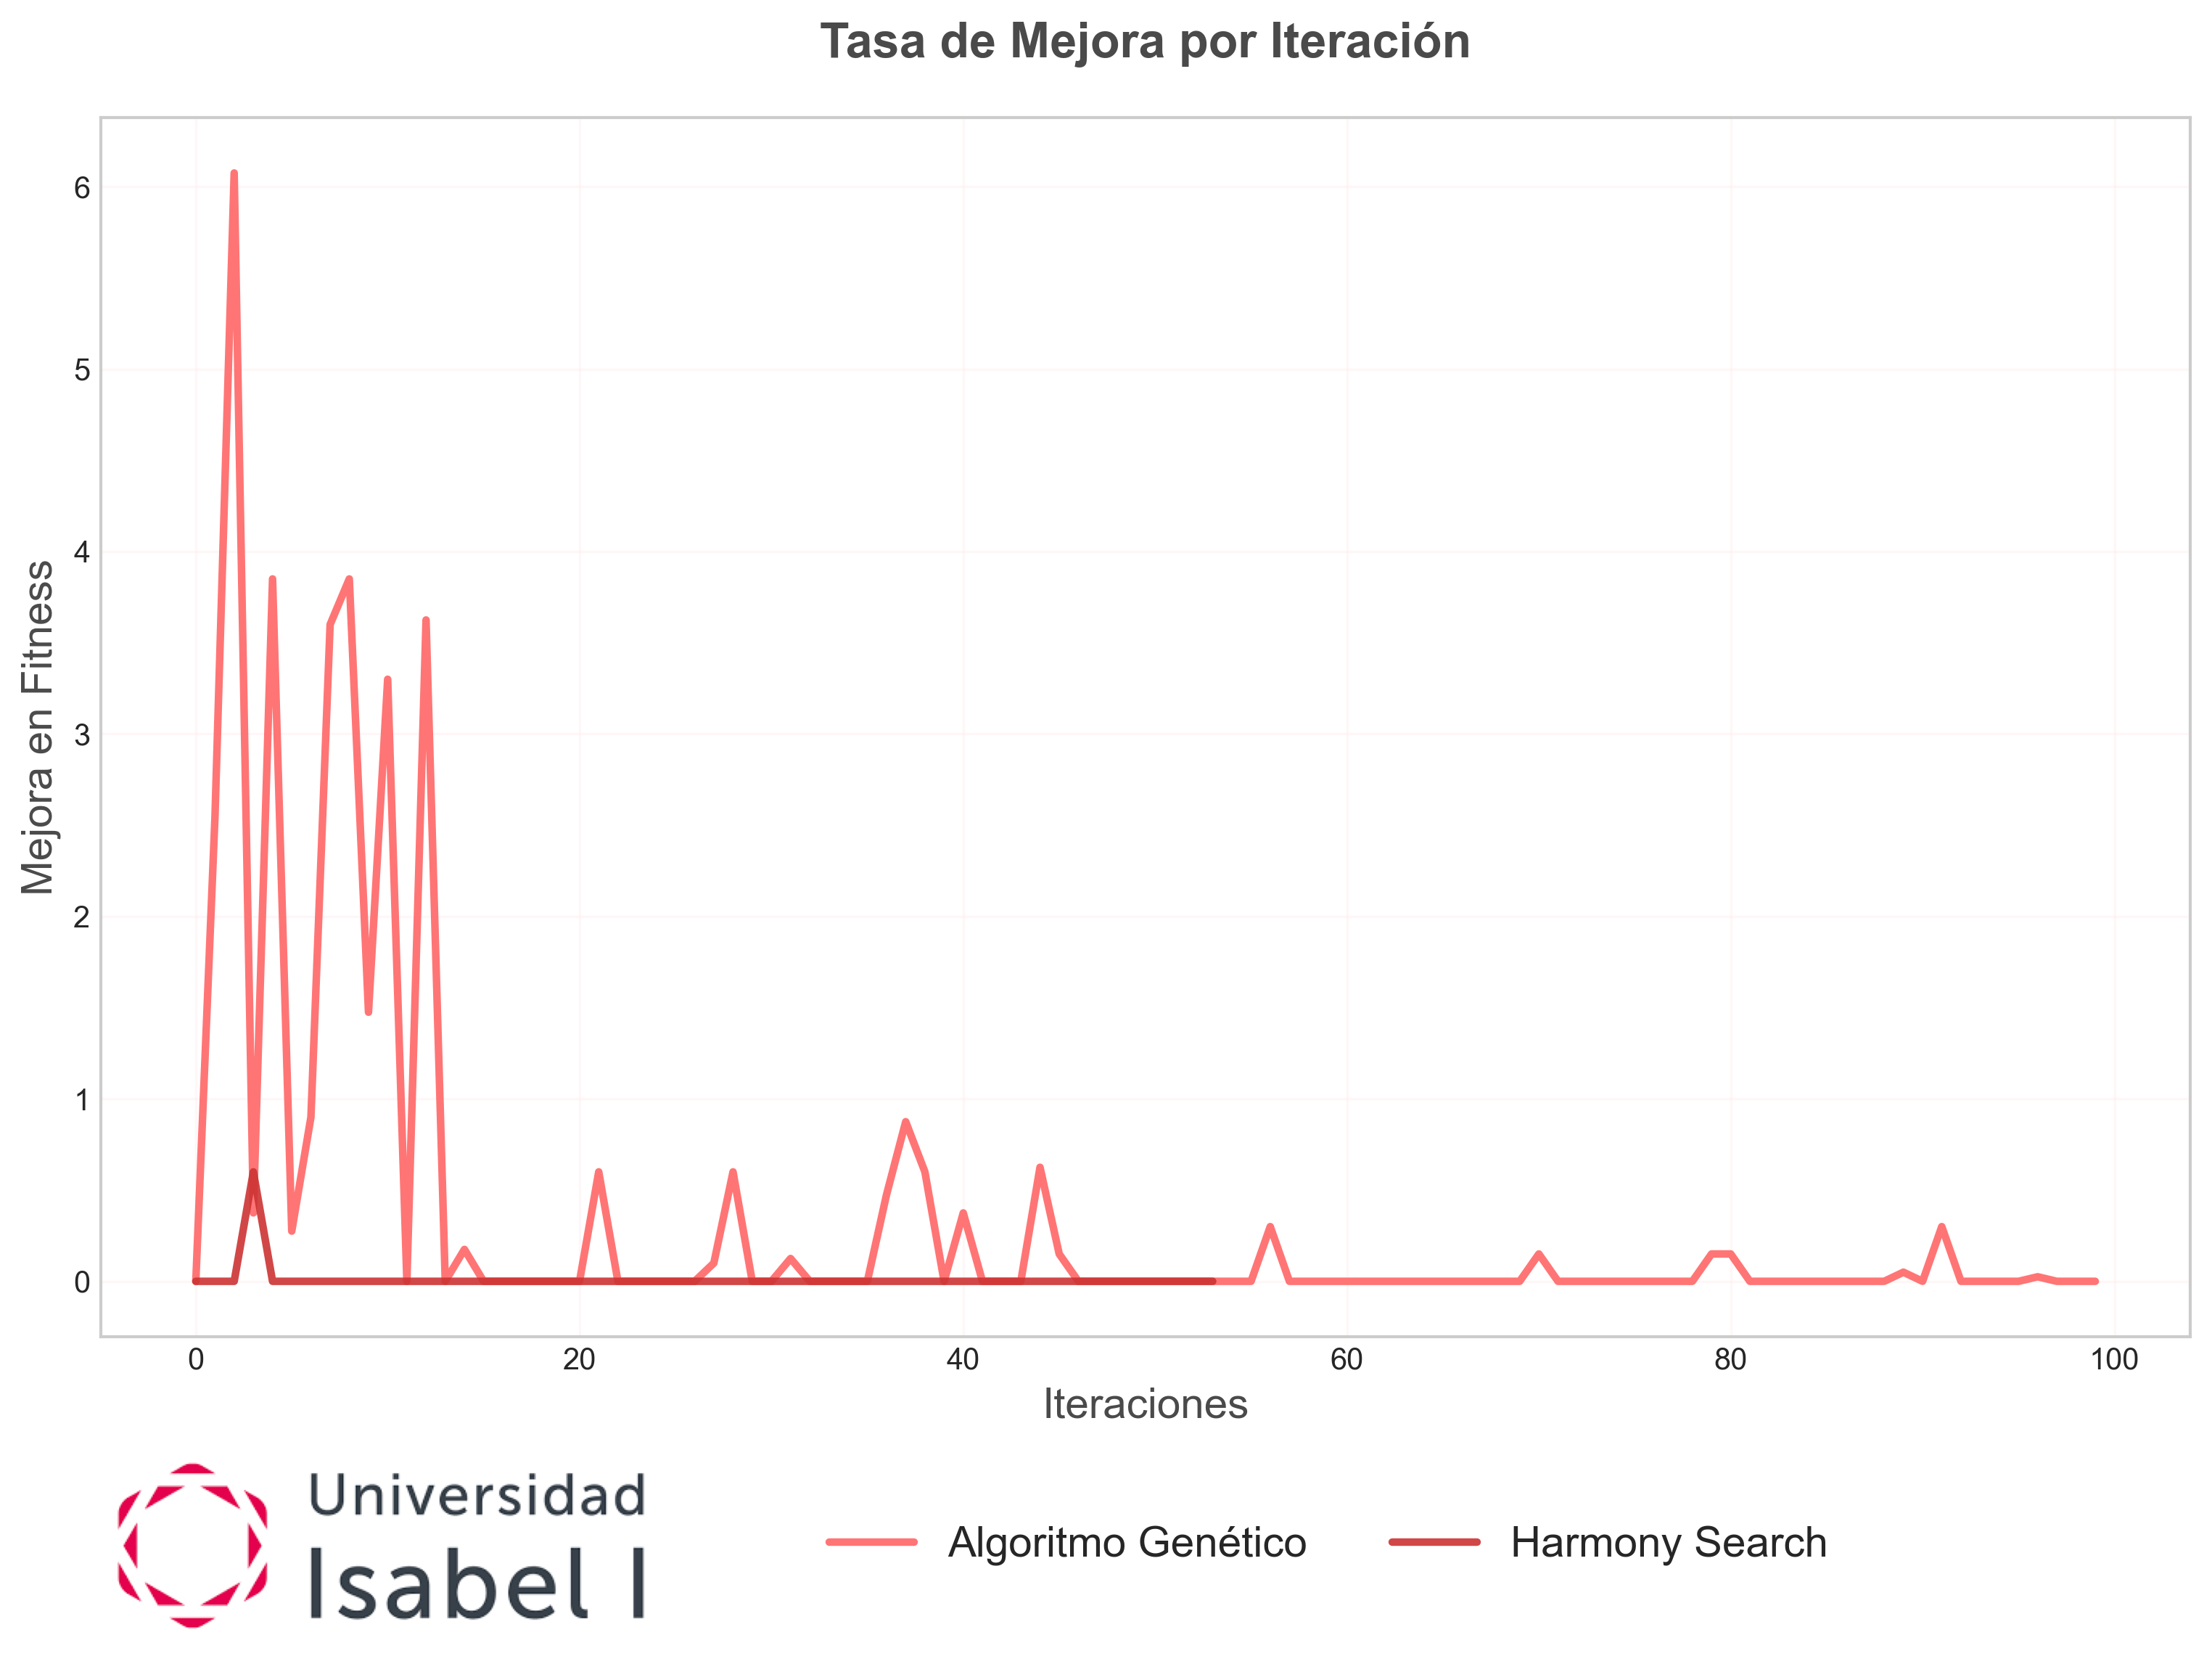 Tasa de Mejora por Iteración
Mejora en Fitness
6
5
4
3
2
1
0
0 20 40 60 80 100
Iteraciones
Universidad
Isabel I
Algoritmo Genético Harmony Search